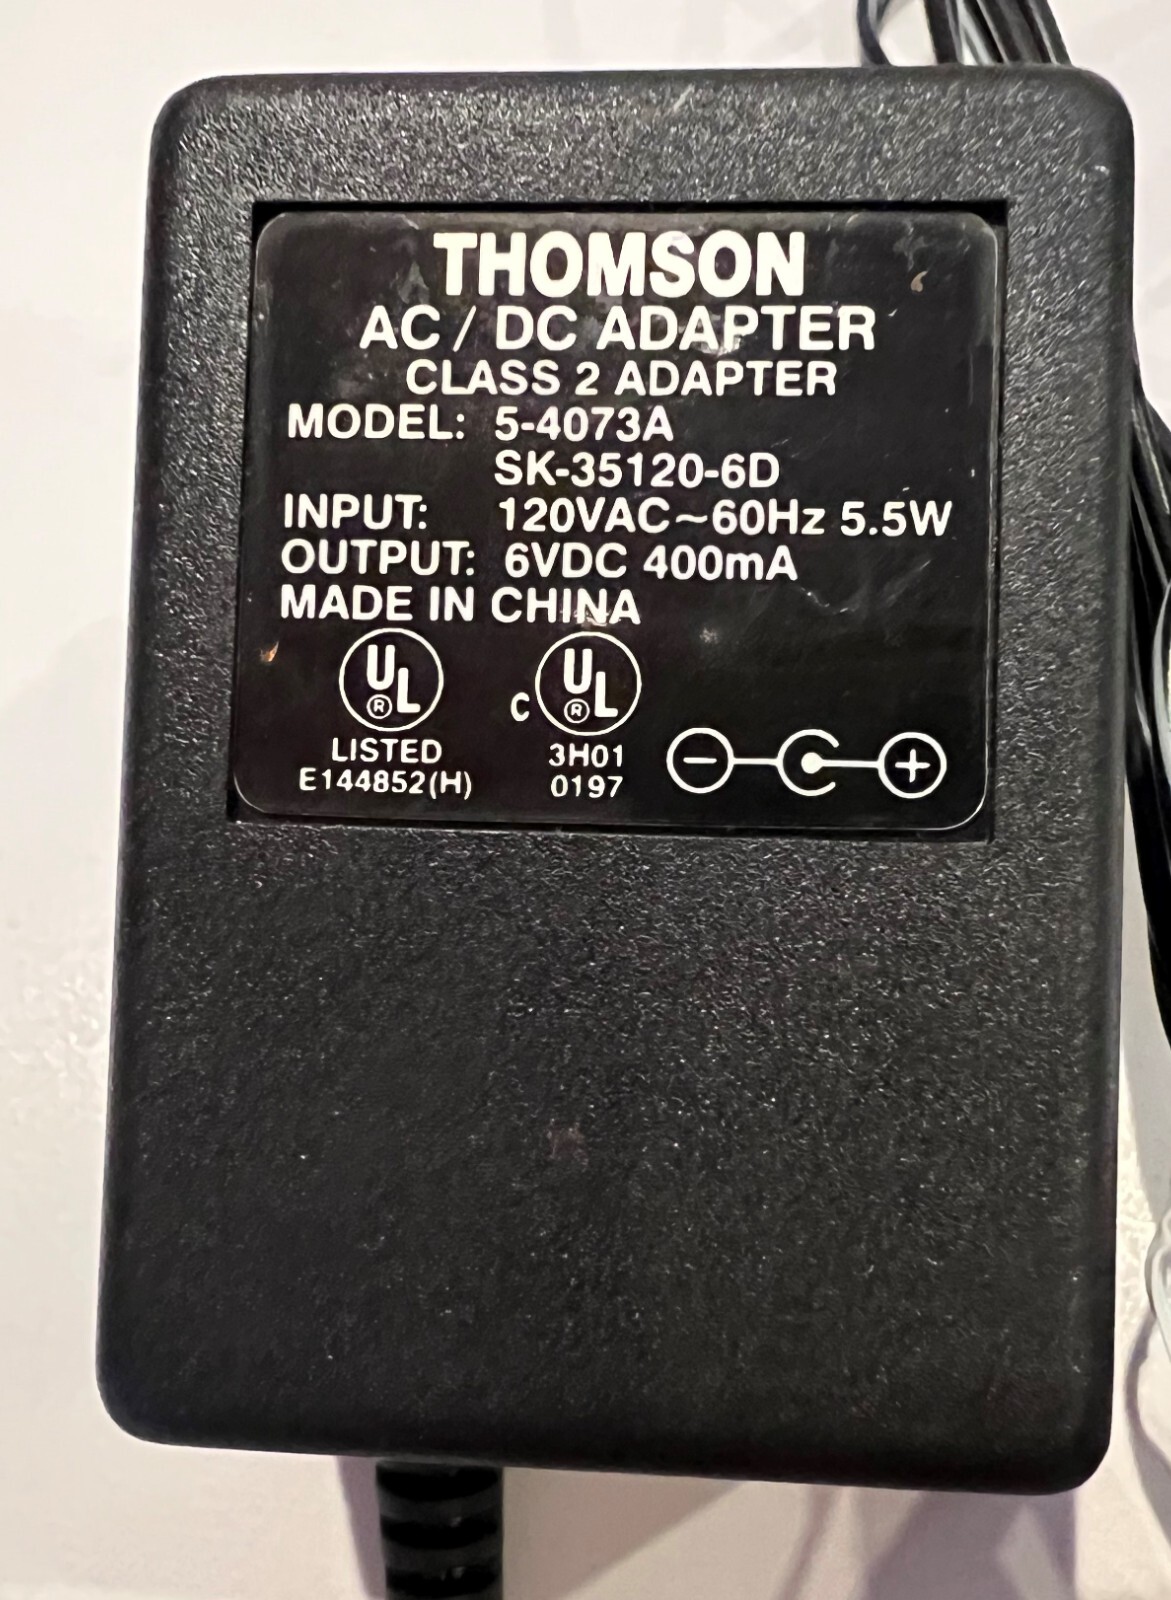 THOMSON
AC / DC ADAPTER
CLASS 2 ADAPTER
MODEL: 5-4073A
SK-35120-6D
INPUT: 120VAC~60Hz 5.5W
OUTPUT: 6VDC 400mA
MADE IN CHINA
UL® c UL®
LISTED 3H01
E144852(H) 0197
− +